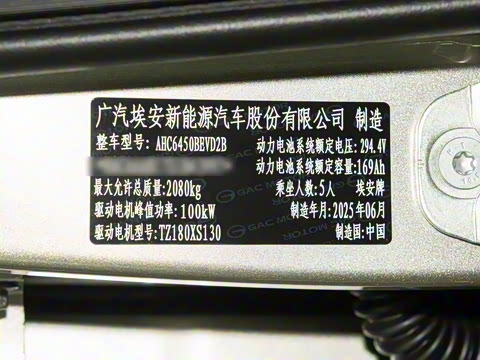 广汽埃安新能源汽车股份有限公司 制造
整车型号: AHC6450BEVD2B 动力电池系统额定电压: 294.4V
动力电池系统额定容量: 169Ah
最大允许总质量: 2080kg 乘坐人数: 5人 埃安牌
驱动电机峰值功率: 100kW 制造年月: 2025年06月
驱动电机型号: TZ180XS130 制造国: 中国
GAC MOTOR